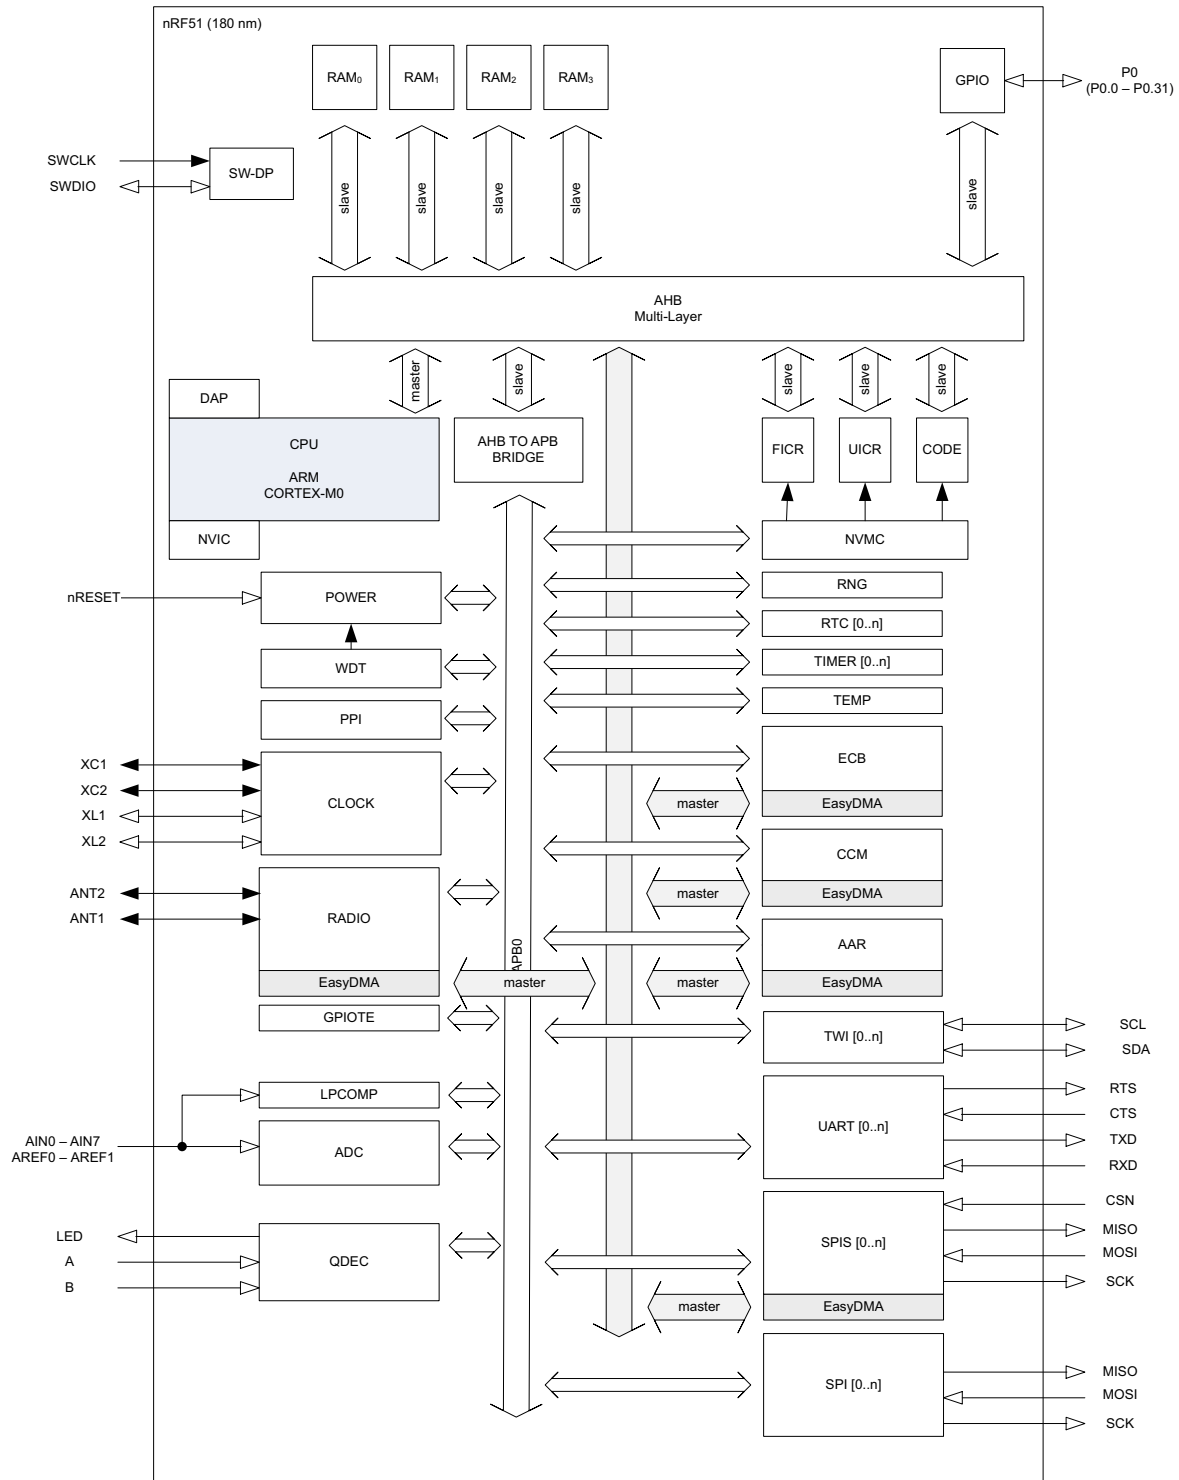 nRF51 (180 nm)
RAM0
RAM1
RAM2
RAM3
GPIO
P0
(P0.0 – P0.31)
SWCLK
SWDIO
SW-DP
slave
slave
slave
slave
slave
AHB
Multi-Layer
master
slave
slave
slave
slave
DAP
CPU
ARM
CORTEX-M0
NVIC
AHB TO APB
BRIDGE
FICR
UICR
CODE
NVMC
nRESET
POWER
RNG
RTC [0..n]
WDT
TIMER [0..n]
PPI
TEMP
XC1
XC2
XL1
XL2
CLOCK
ECB
master
EasyDMA
CCM
master
EasyDMA
ANT2
ANT1
RADIO
EasyDMA
APB0
master
AAR
master
EasyDMA
GPIOTE
TWI [0..n]
SCL
SDA
LPCOMP
AIN0 – AIN7
AREF0 – AREF1
ADC
UART [0..n]
RTS
CTS
TXD
RXD
LED
A
B
QDEC
SPIS [0..n]
CSN
MISO
MOSI
SCK
master
EasyDMA
SPI [0..n]
MISO
MOSI
SCK